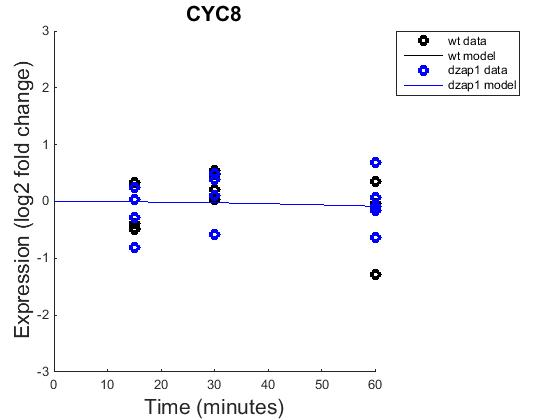 CYC8
wt data
wt model
dzap1 data
dzap1 model
Expression (log2 fold change)
3
2
1
0
-1
-2
-3
0 10 20 30 40 50 60
Time (minutes)